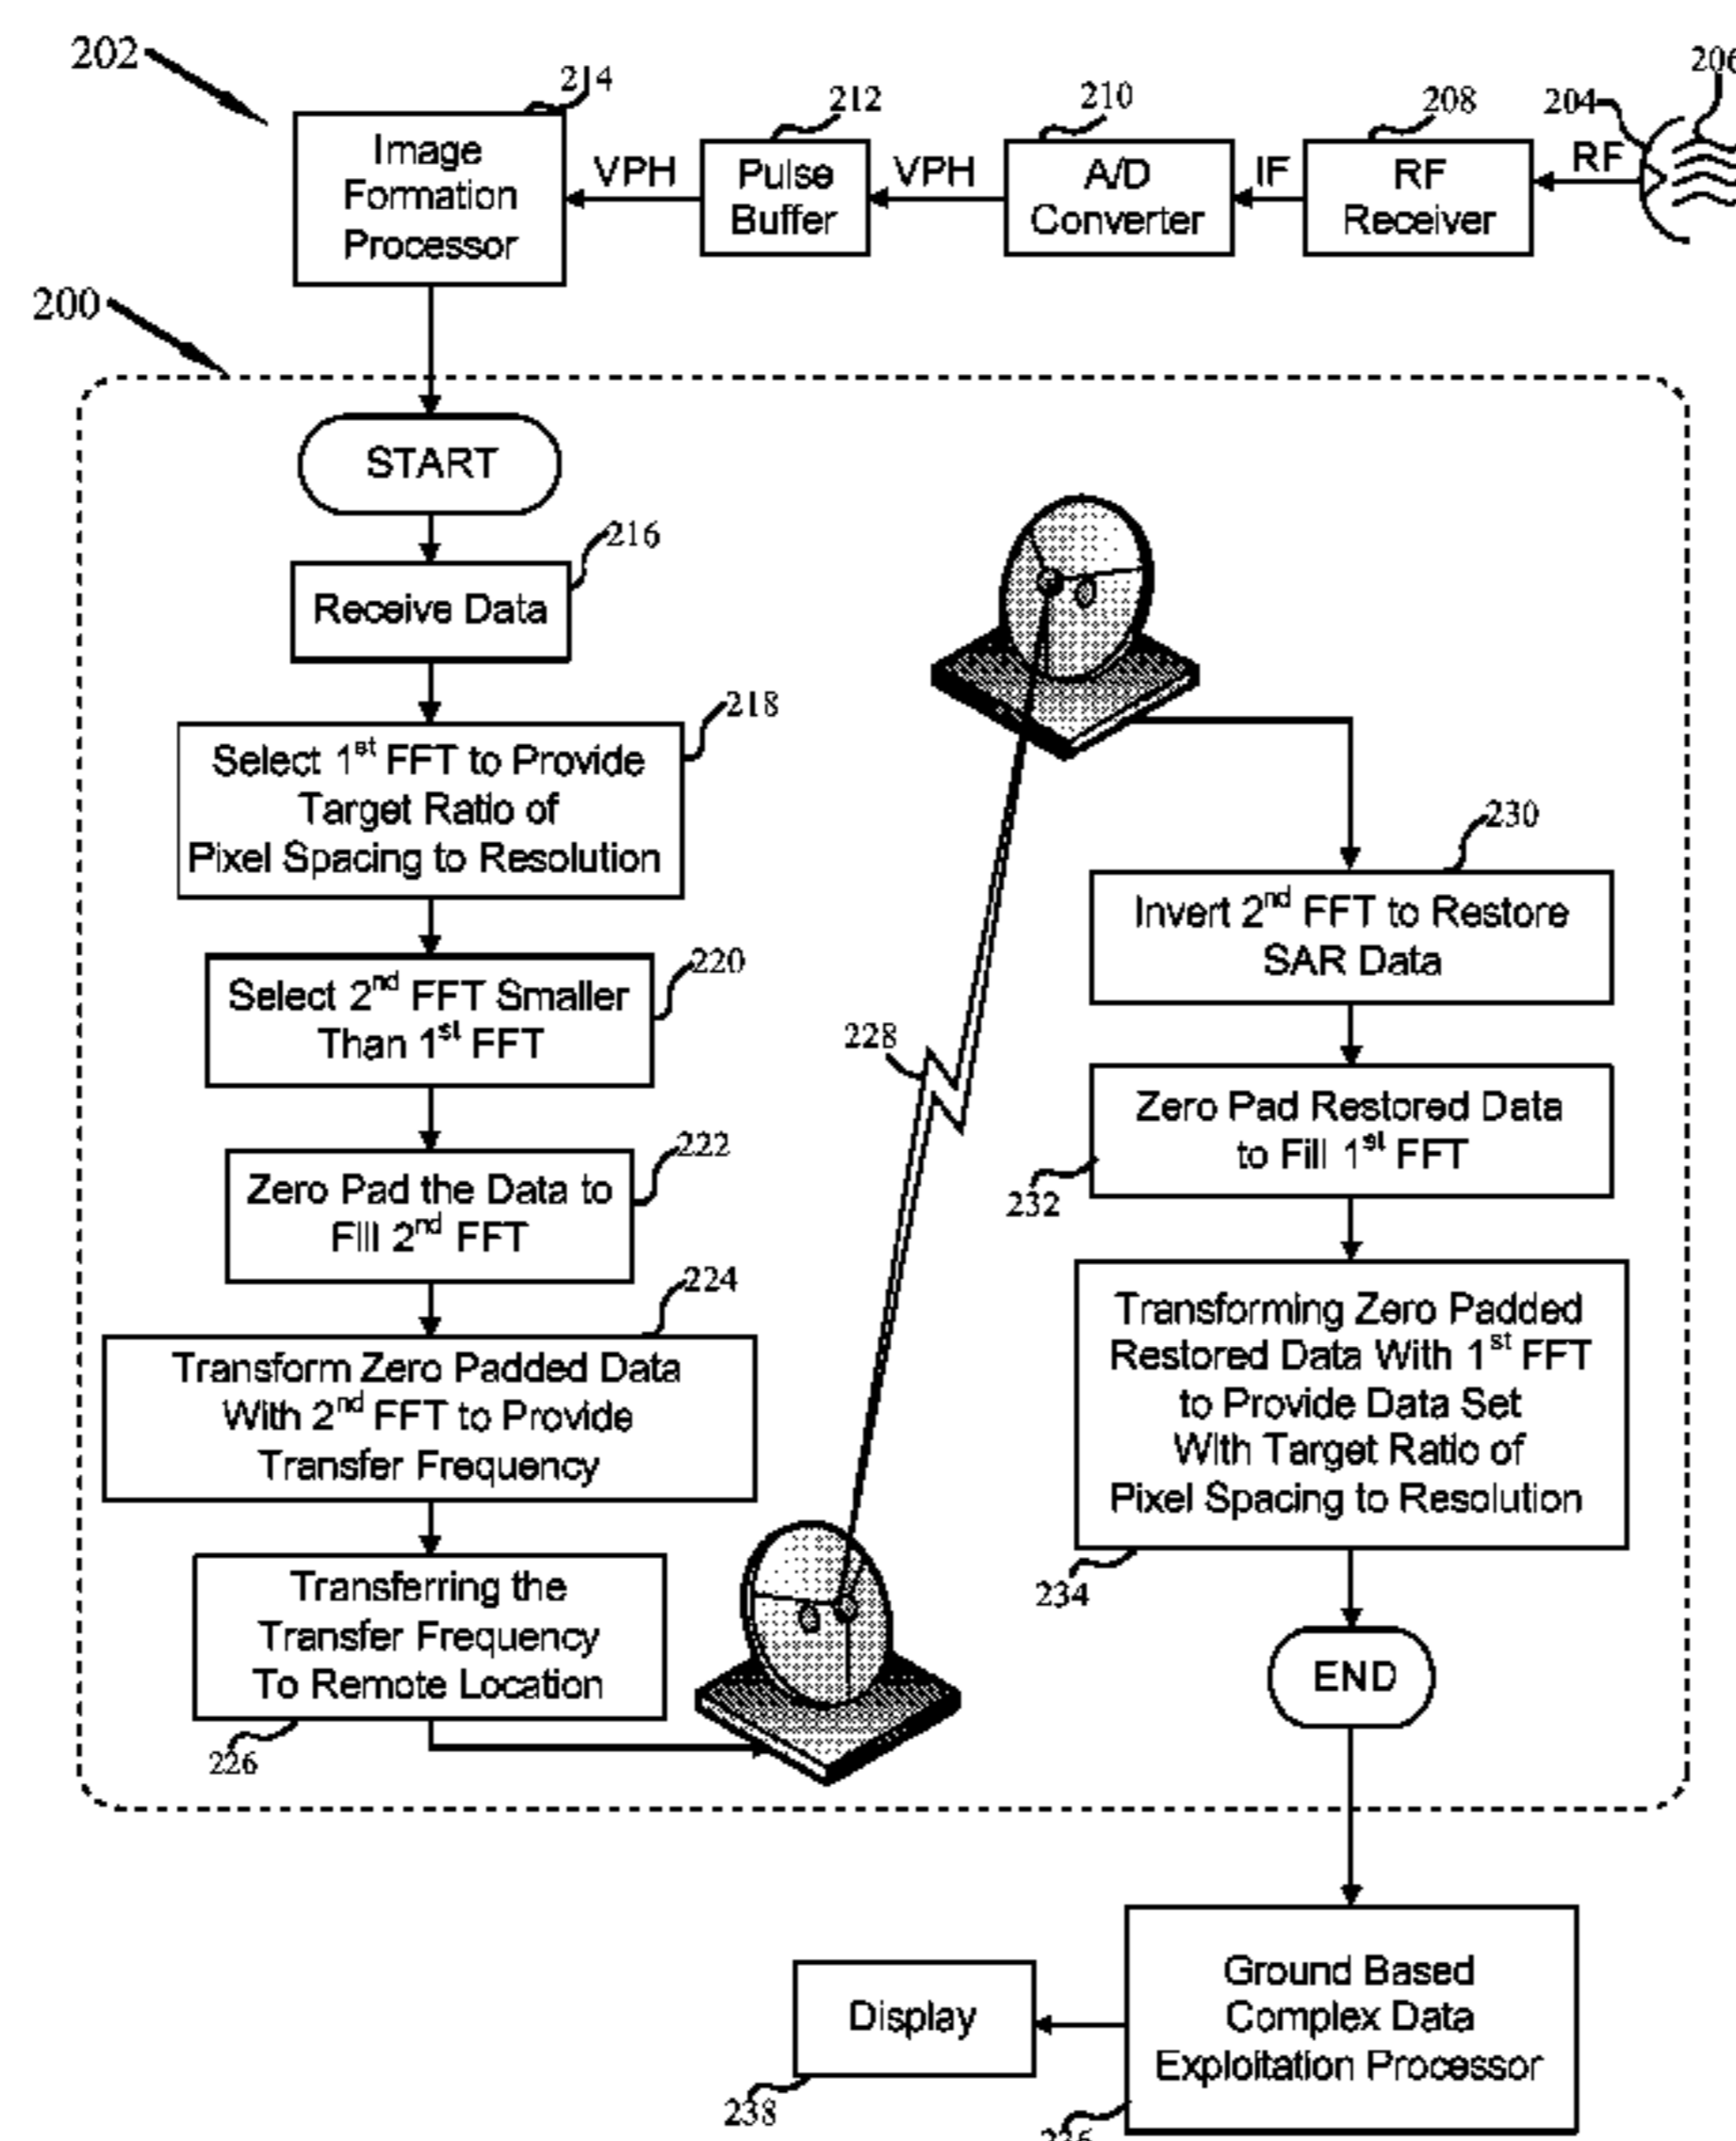 202
214
212
210
208
204
206
Image
Formation
Processor
VPH
Pulse
Buffer
VPH
A/D
Converter
IF
RF
Receiver
RF
200
START
216
Receive Data
218
Select 1st FFT to Provide
Target Ratio of
Pixel Spacing to Resolution
220
Select 2nd FFT Smaller
Than 1st FFT
222
Zero Pad the Data to
Fill 2nd FFT
224
Transform Zero Padded Data
With 2nd FFT to Provide
Transfer Frequency
Transferring the
Transfer Frequency
To Remote Location
226
228
230
Invert 2nd FFT to Restore
SAR Data
Zero Pad Restored Data
to Fill 1st FFT
232
Transforming Zero Padded
Restored Data With 1st FFT
to Provide Data Set
With Target Ratio of
Pixel Spacing to Resolution
234
END
Ground Based
Complex Data
Exploitation Processor
Display
238